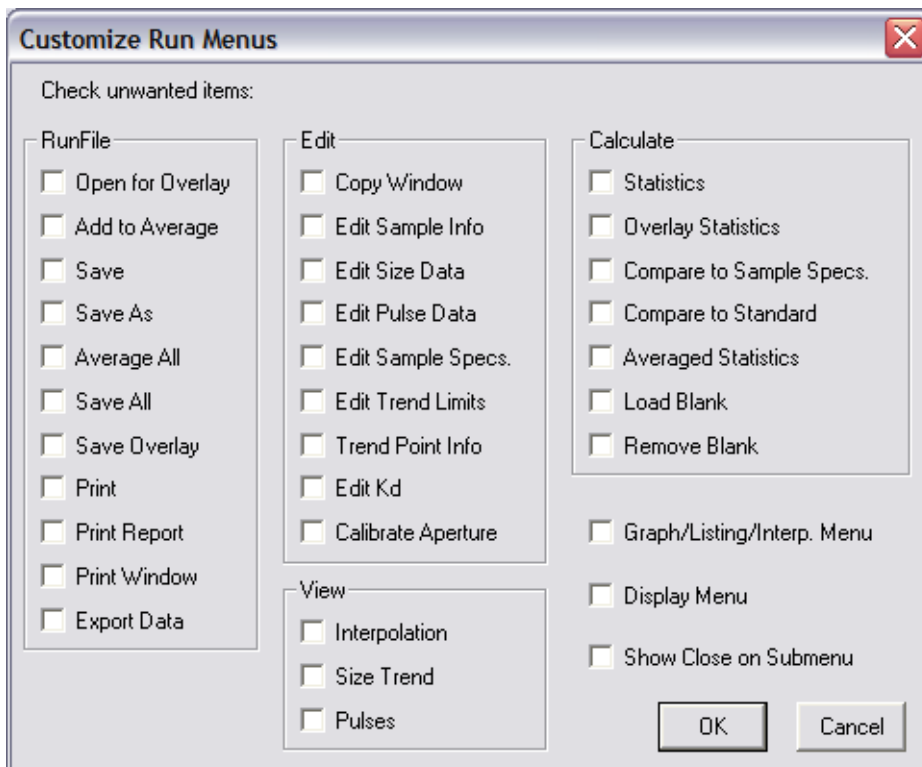 Customize Run Menus
Check unwanted items:
RunFile
Open for Overlay
Add to Average
Save
Save As
Average All
Save All
Save Overlay
Print
Print Report
Print Window
Export Data
Edit
Copy Window
Edit Sample Info
Edit Size Data
Edit Pulse Data
Edit Sample Specs.
Edit Trend Limits
Trend Point Info
Edit Kd
Calibrate Aperture
View
Interpolation
Size Trend
Pulses
Calculate
Statistics
Overlay Statistics
Compare to Sample Specs.
Compare to Standard
Averaged Statistics
Load Blank
Remove Blank
Graph/Listing/Interp. Menu
Display Menu
Show Close on Submenu
OK
Cancel